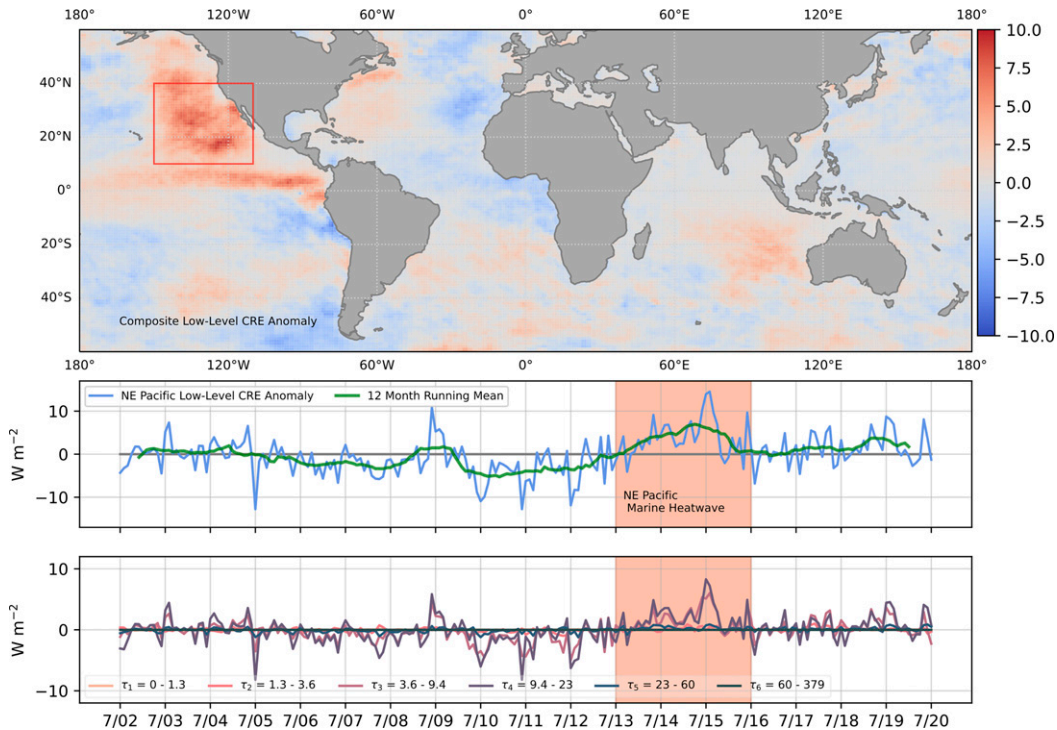 180° 120°W 60°W 0° 60°E 120°E 180°
40°N
20°N
0°
20°S
40°S
Composite Low-Level CRE Anomaly
180° 120°W 60°W 0° 60°E 120°E 180°
10.0
7.5
5.0
2.5
0.0
−2.5
−5.0
−7.5
−10.0
NE Pacific Low-Level CRE Anomaly 12 Month Running Mean
W m−2
10
0
−10
NE Pacific
Marine Heatwave
W m−2
10
0
−10
τ1 = 0 - 1.3 τ2 = 1.3 - 3.6 τ3 = 3.6 - 9.4 τ4 = 9.4 - 23 τ5 = 23 - 60 τ6 = 60 - 379
7/02 7/03 7/04 7/05 7/06 7/07 7/08 7/09 7/10 7/11 7/12 7/13 7/14 7/15 7/16 7/17 7/18 7/19 7/20